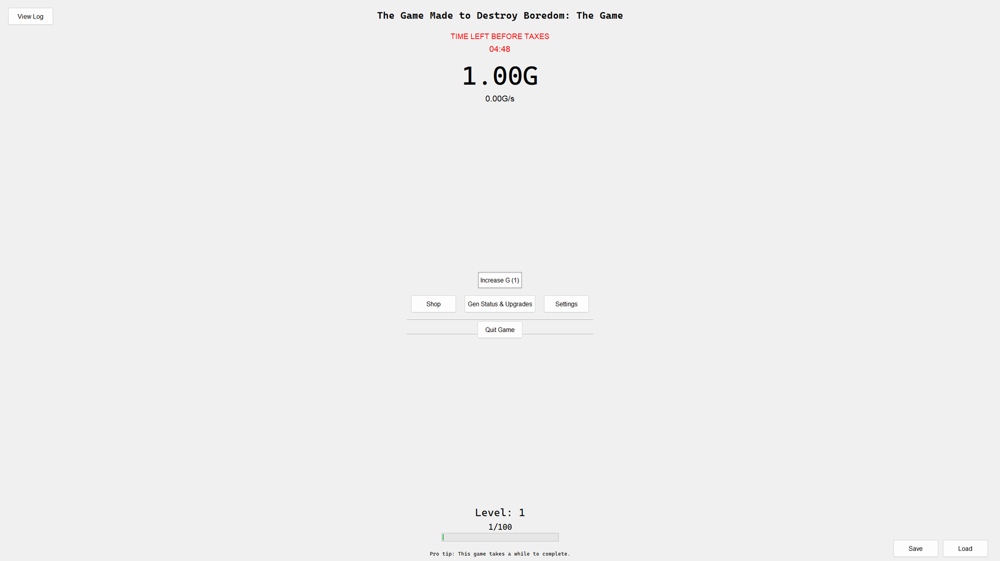 View Log
The Game Made to Destroy Boredom: The Game
TIME LEFT BEFORE TAXES
04:48
1.00G
0.00G/s
Increase G (1)
Shop
Gen Status & Upgrades
Settings
Quit Game
Level: 1
1/100
Pro tip: This game takes a while to complete.
Save
Load